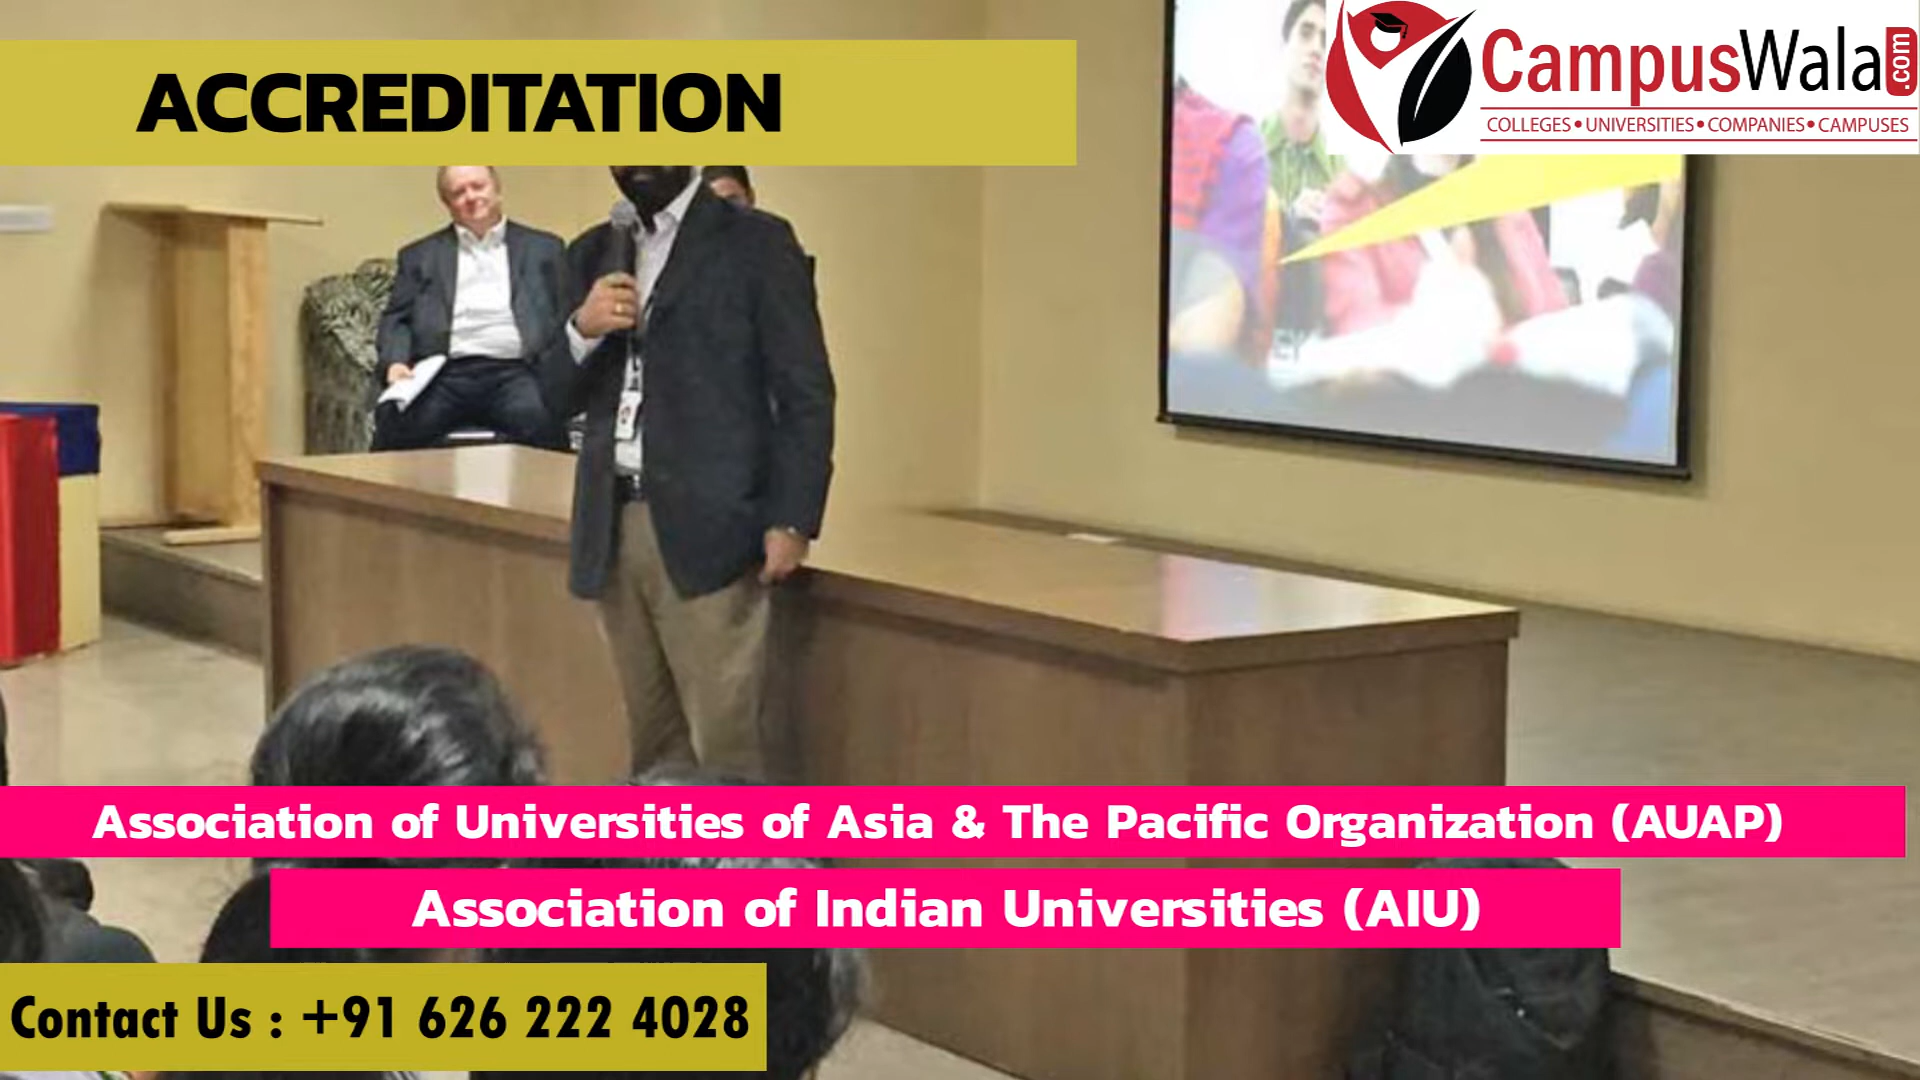 ACCREDITATION
CampusWala.com
COLLEGES • UNIVERSITIES • COMPANIES • CAMPUSES
Association of Universities of Asia & The Pacific Organization (AUAP)
Association of Indian Universities (AIU)
Contact Us : +91 626 222 4028